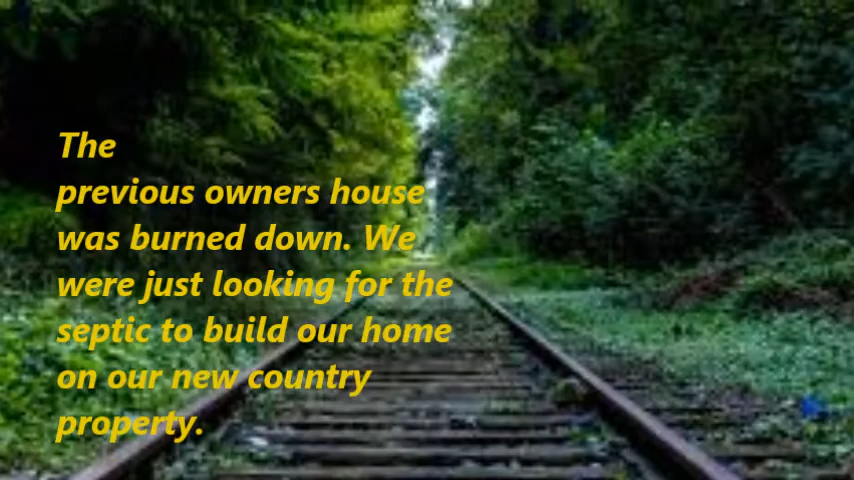 The
previous owners house
was burned down. We
were just looking for the
septic to build our home
on our new country
property.